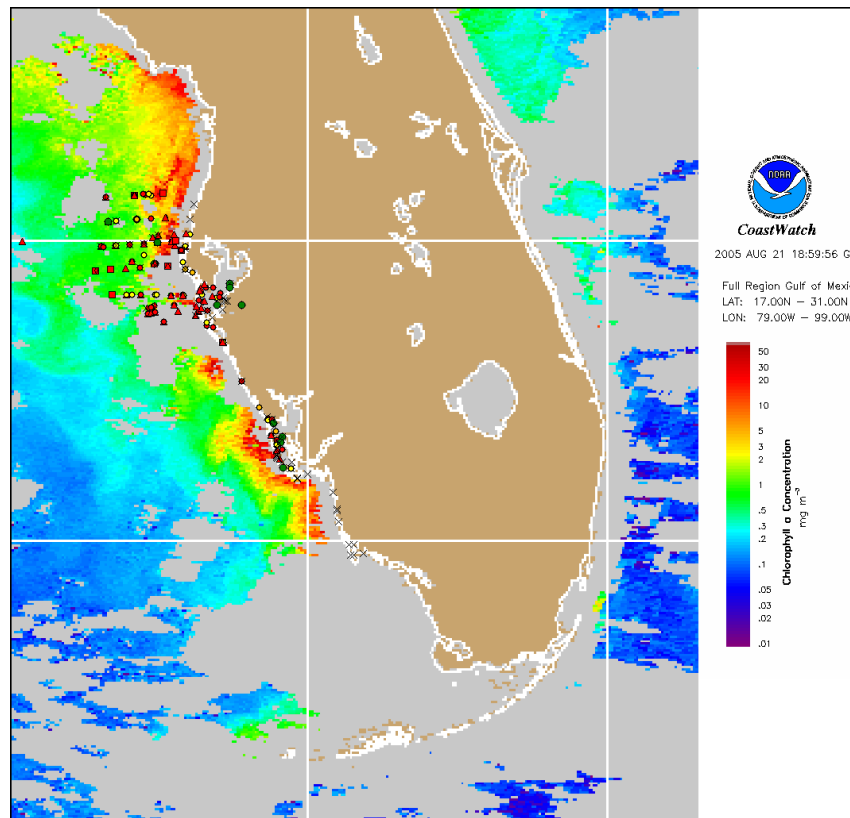 NOAA
CoastWatch
2005 AUG 21 18:59:56 G
Full Region Gulf of Mexi
LAT: 17.00N – 31.00N
LON: 79.00W – 99.00W
50
30
20
10
5
3
2
1
.5
.3
.2
.1
.05
.03
.02
.01
Chlorophyll a Concentration
mg m⁻³